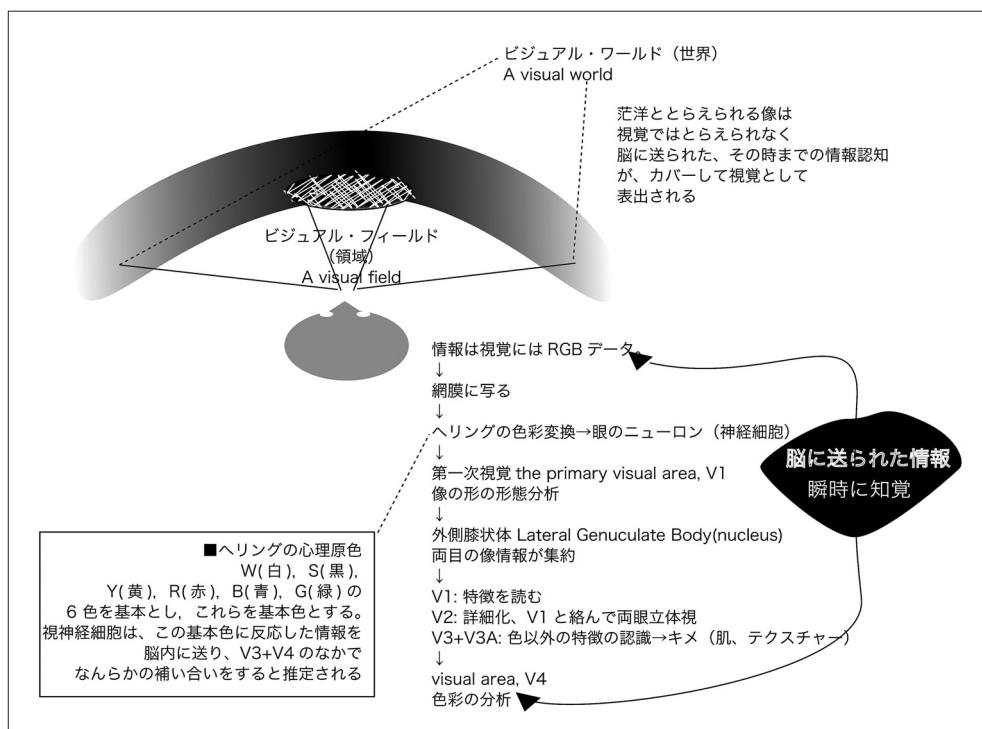 ビジュアル・ワールド（世界）
A visual world
茫洋ととらえられる像は
視覚ではとらえられなく
脳に送られた、その時までの情報認知
が、カバーして視覚として
表出される
ビジュアル・フィールド
（領域）
A visual field
情報は視覚には RGB データ。
↓
網膜に写る
↓
ヘリングの色彩変換→眼のニューロン（神経細胞）
↓
第一次視覚 the primary visual area, V1
像の形の形態分析
↓
外側膝状体 Lateral Genuculate Body(nucleus)
両目の像情報が集約
↓
V1: 特徴を読む
V2: 詳細化、V1 と絡んで両眼立体視
V3+V3A: 色以外の特徴の認識→キメ（肌、テクスチャー）
↓
visual area, V4
色彩の分析
脳に送られた情報
瞬時に知覚
■ヘリングの心理原色
W(白)，S(黒)，
Y(黄)，R(赤)，B(青)，G(緑)の
6 色を基本とし，これらを基本色とする。
視神経細胞は、この基本色に反応した情報を
脳内に送り、V3+V4 のなかで
なんらかの補い合いをすると推定される